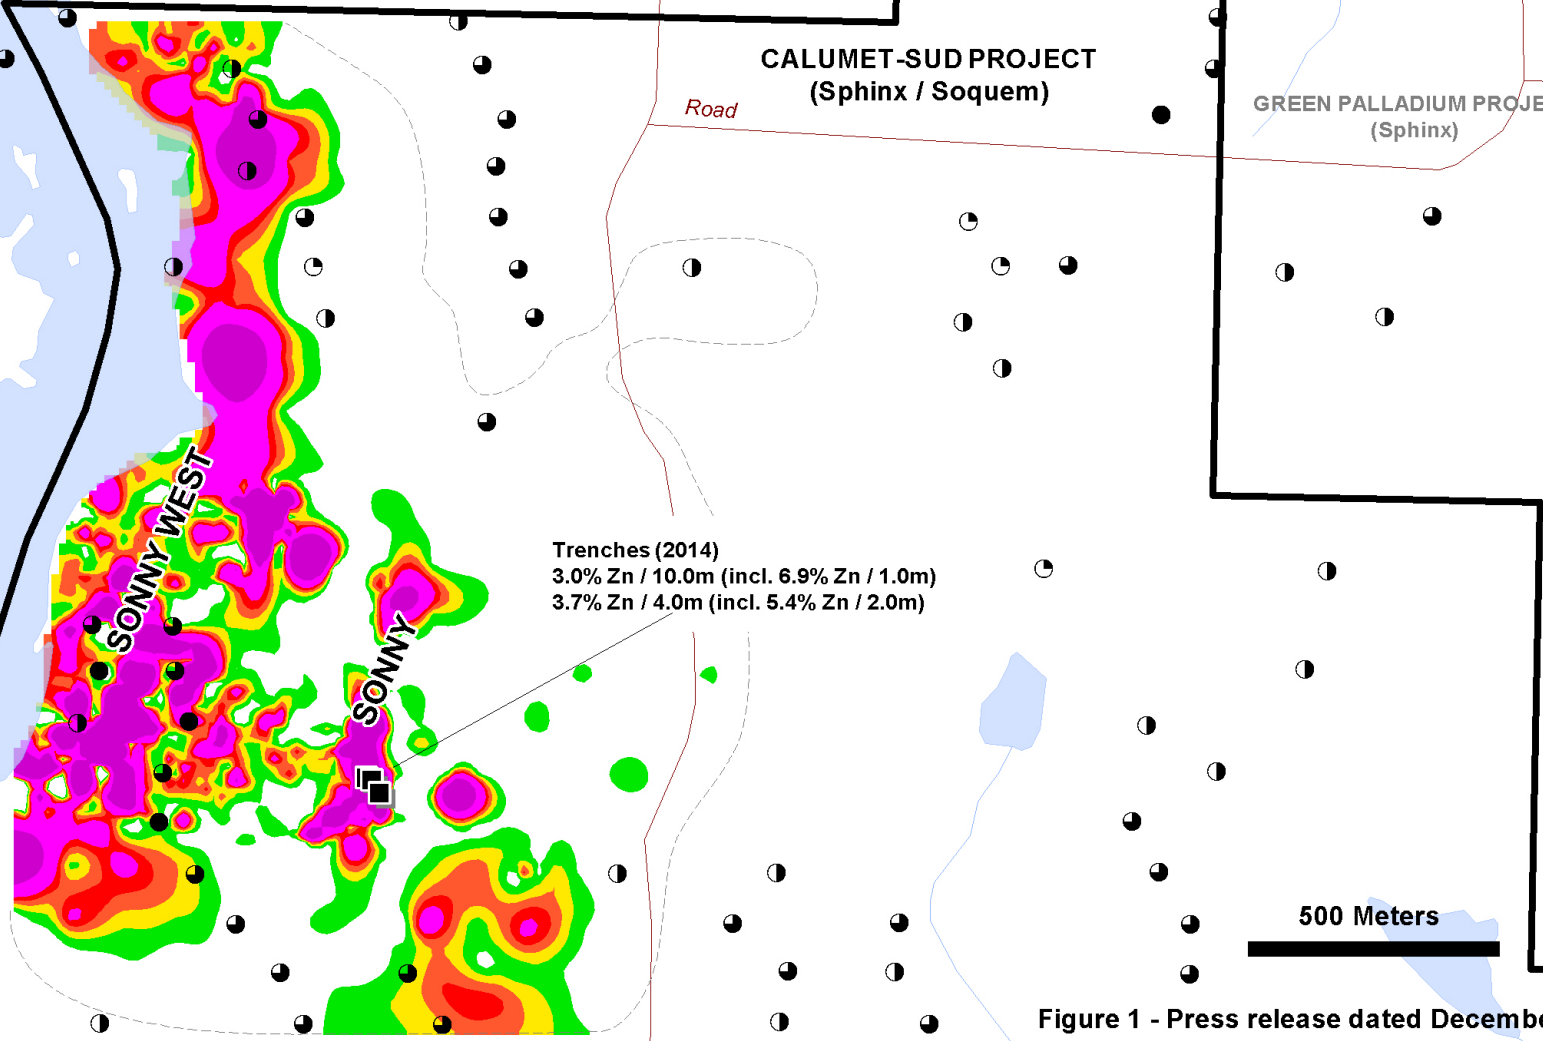 CALUMET-SUD PROJECT
(Sphinx / Soquem)
Road
GREEN PALLADIUM PROJE
(Sphinx)
SONNY WEST
Trenches (2014)
3.0% Zn / 10.0m (incl. 6.9% Zn / 1.0m)
3.7% Zn / 4.0m (incl. 5.4% Zn / 2.0m)
SONNY
500 Meters
Figure 1 - Press release dated Decembe